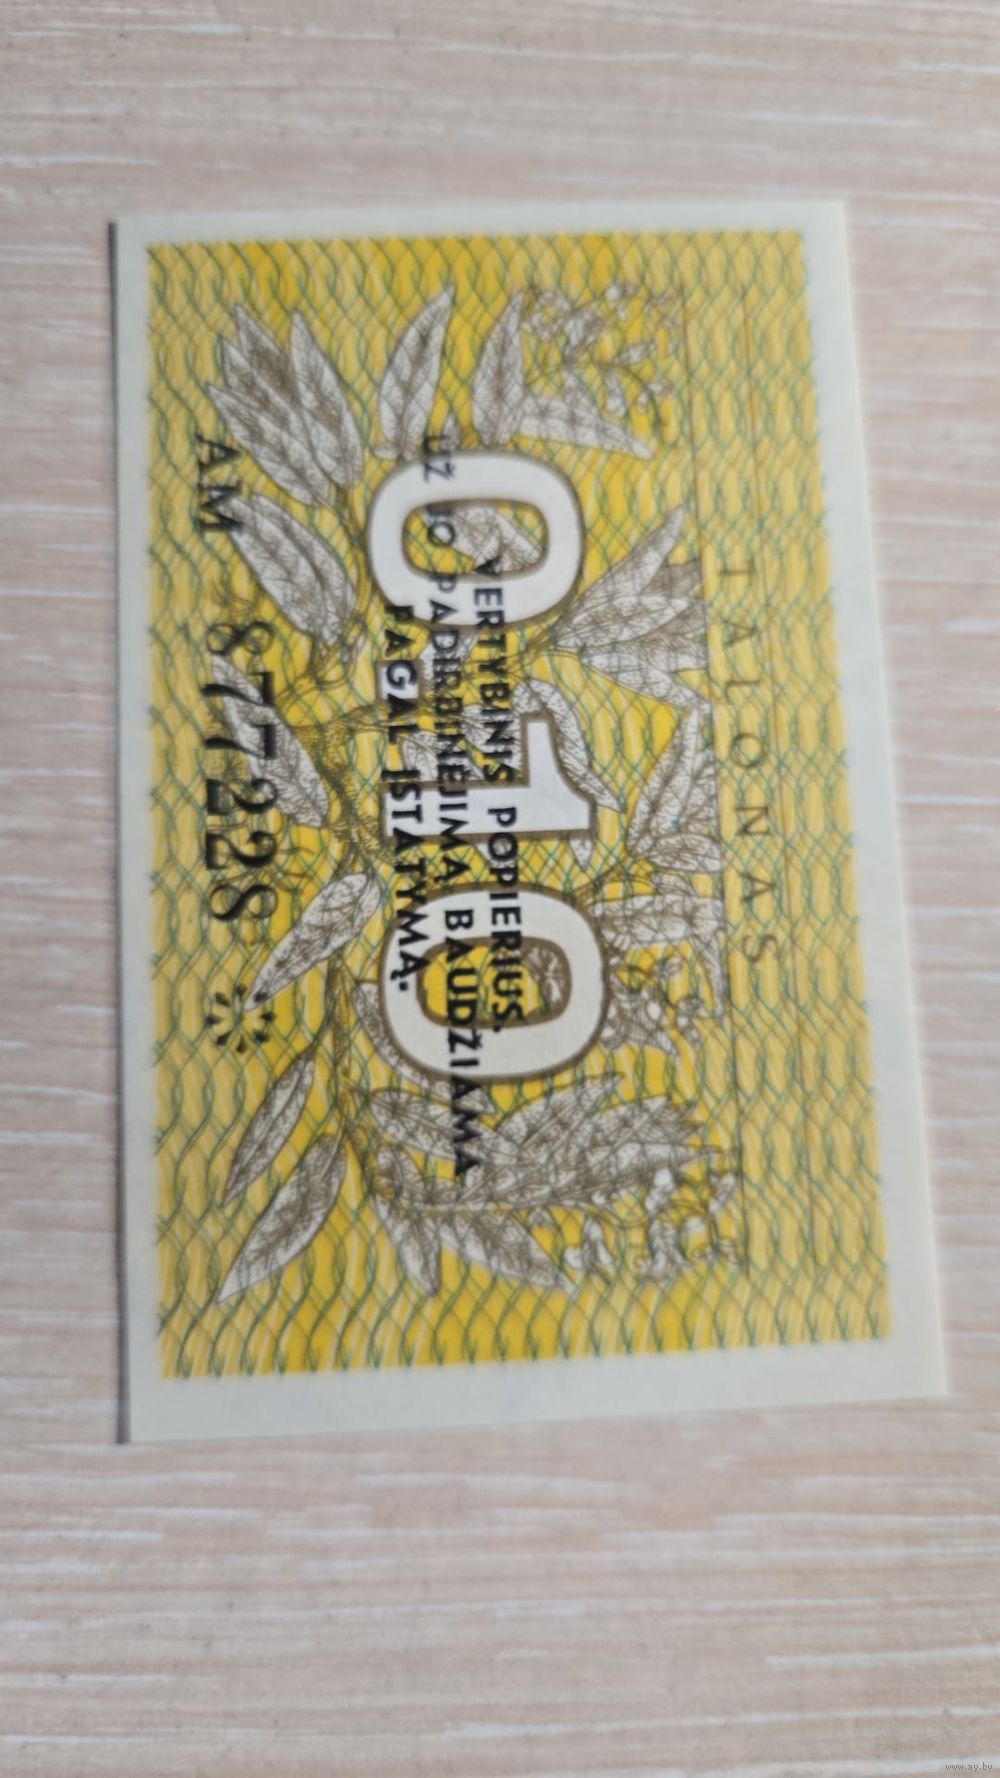 TALONAS
0.10
VERTYBINIS POPIERIUS.
UŽ JO PADIRBINĖJIMĄ BAUDŽIAMA
PAGAL ĮSTATYMĄ.
AM 877228
www.ay.by